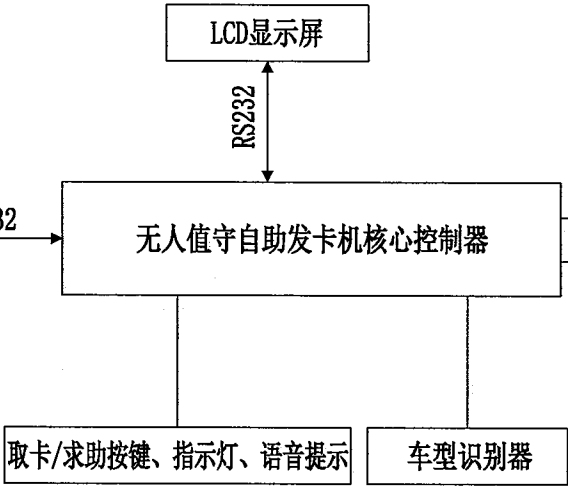 LCD显示屏
RS232
32
无人值守自助发卡机核心控制器
取卡/求助按键、指示灯、语音提示
车型识别器